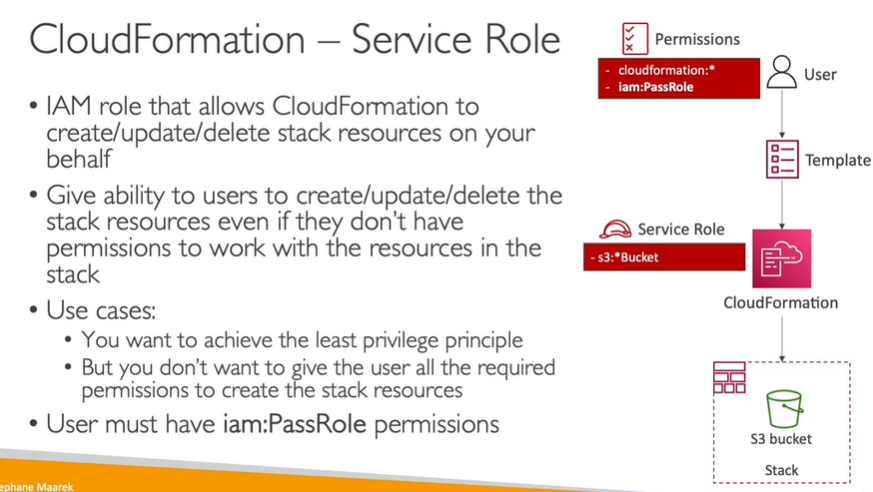 CloudFormation – Service Role
• IAM role that allows CloudFormation to
create/update/delete stack resources on your
behalf
• Give ability to users to create/update/delete the
stack resources even if they don't have
permissions to work with the resources in the
stack
• Use cases:
• You want to achieve the least privilege principle
• But you don't want to give the user all the required
permissions to create the stack resources
• User must have iam:PassRole permissions
Permissions
- cloudformation:*
- iam:PassRole
User
Template
Service Role
- s3:*Bucket
CloudFormation
S3 bucket
Stack
ephane Maarek